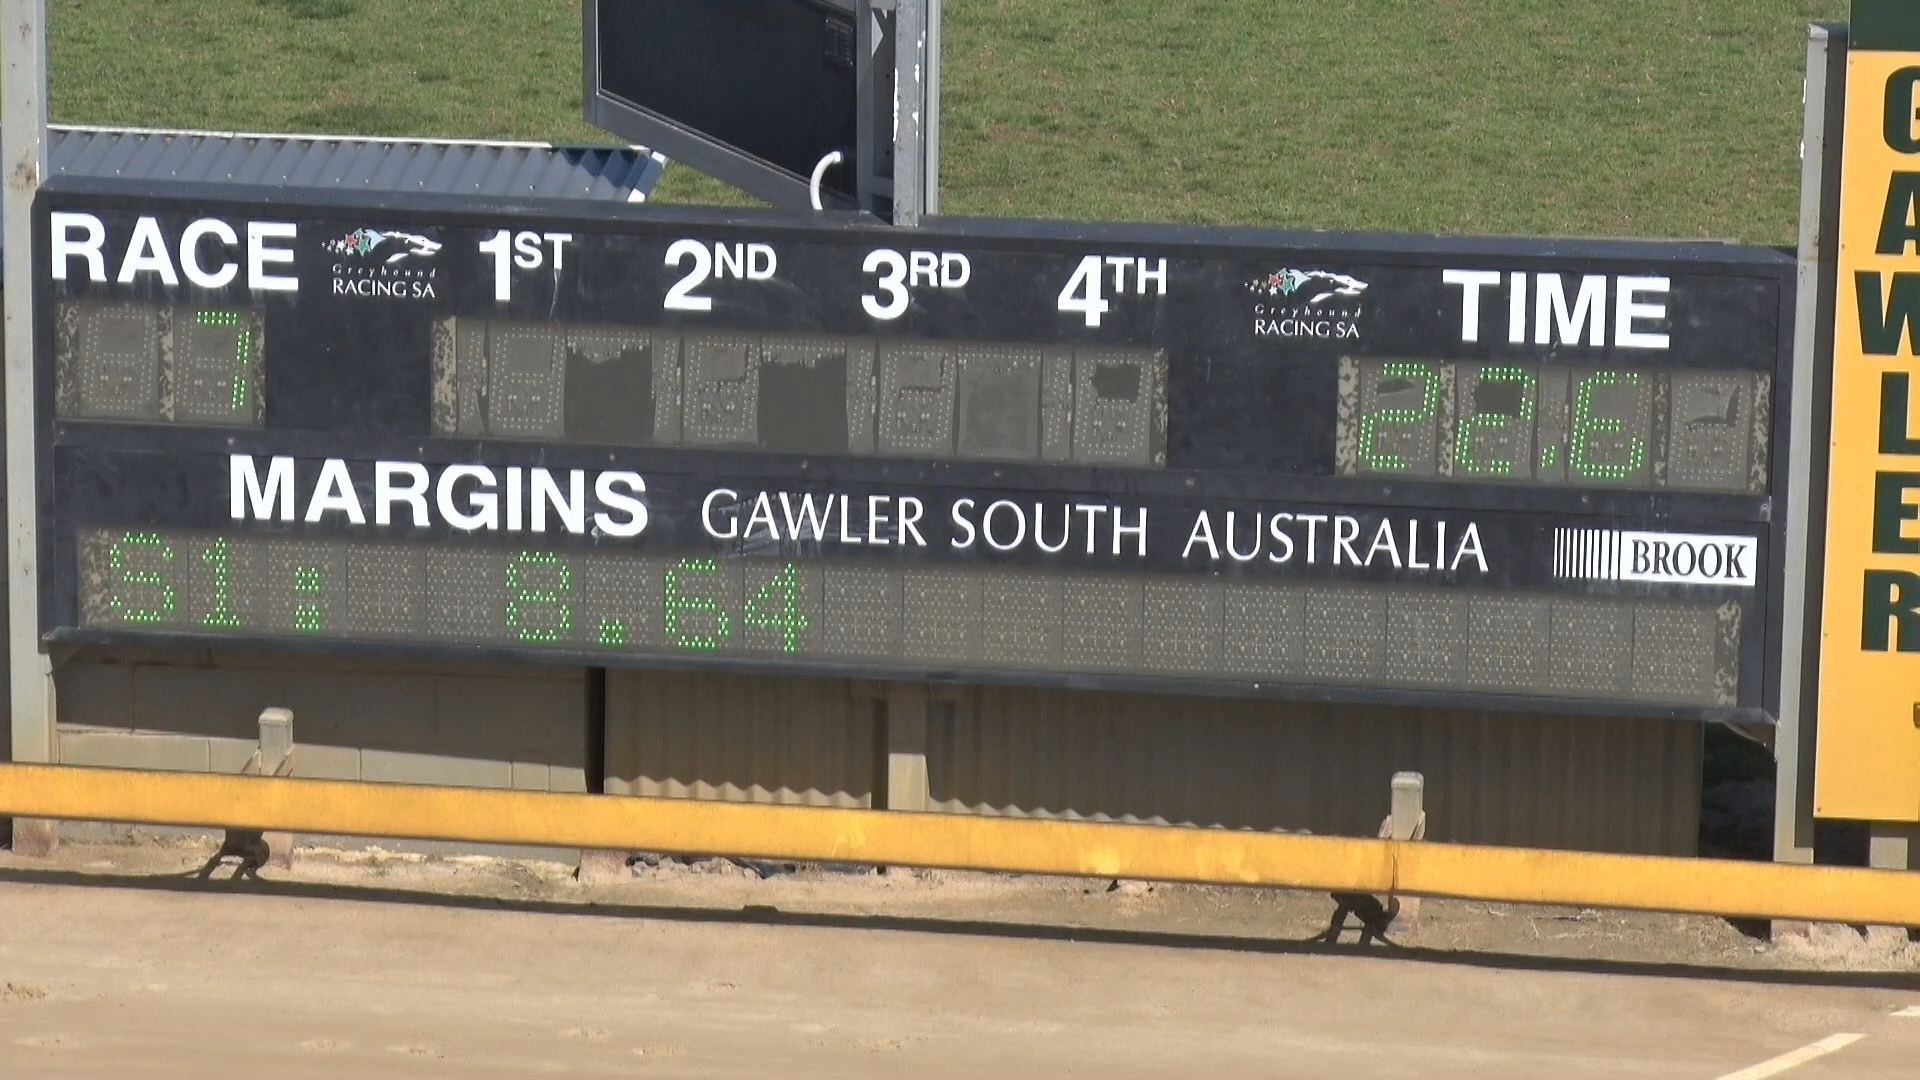 RACE Greyhound RACING SA 1ST 2ND 3RD 4TH Greyhound RACING SA TIME
7 22.6
MARGINS GAWLER SOUTH AUSTRALIA BROOK
S1: 8.64
GAWLER